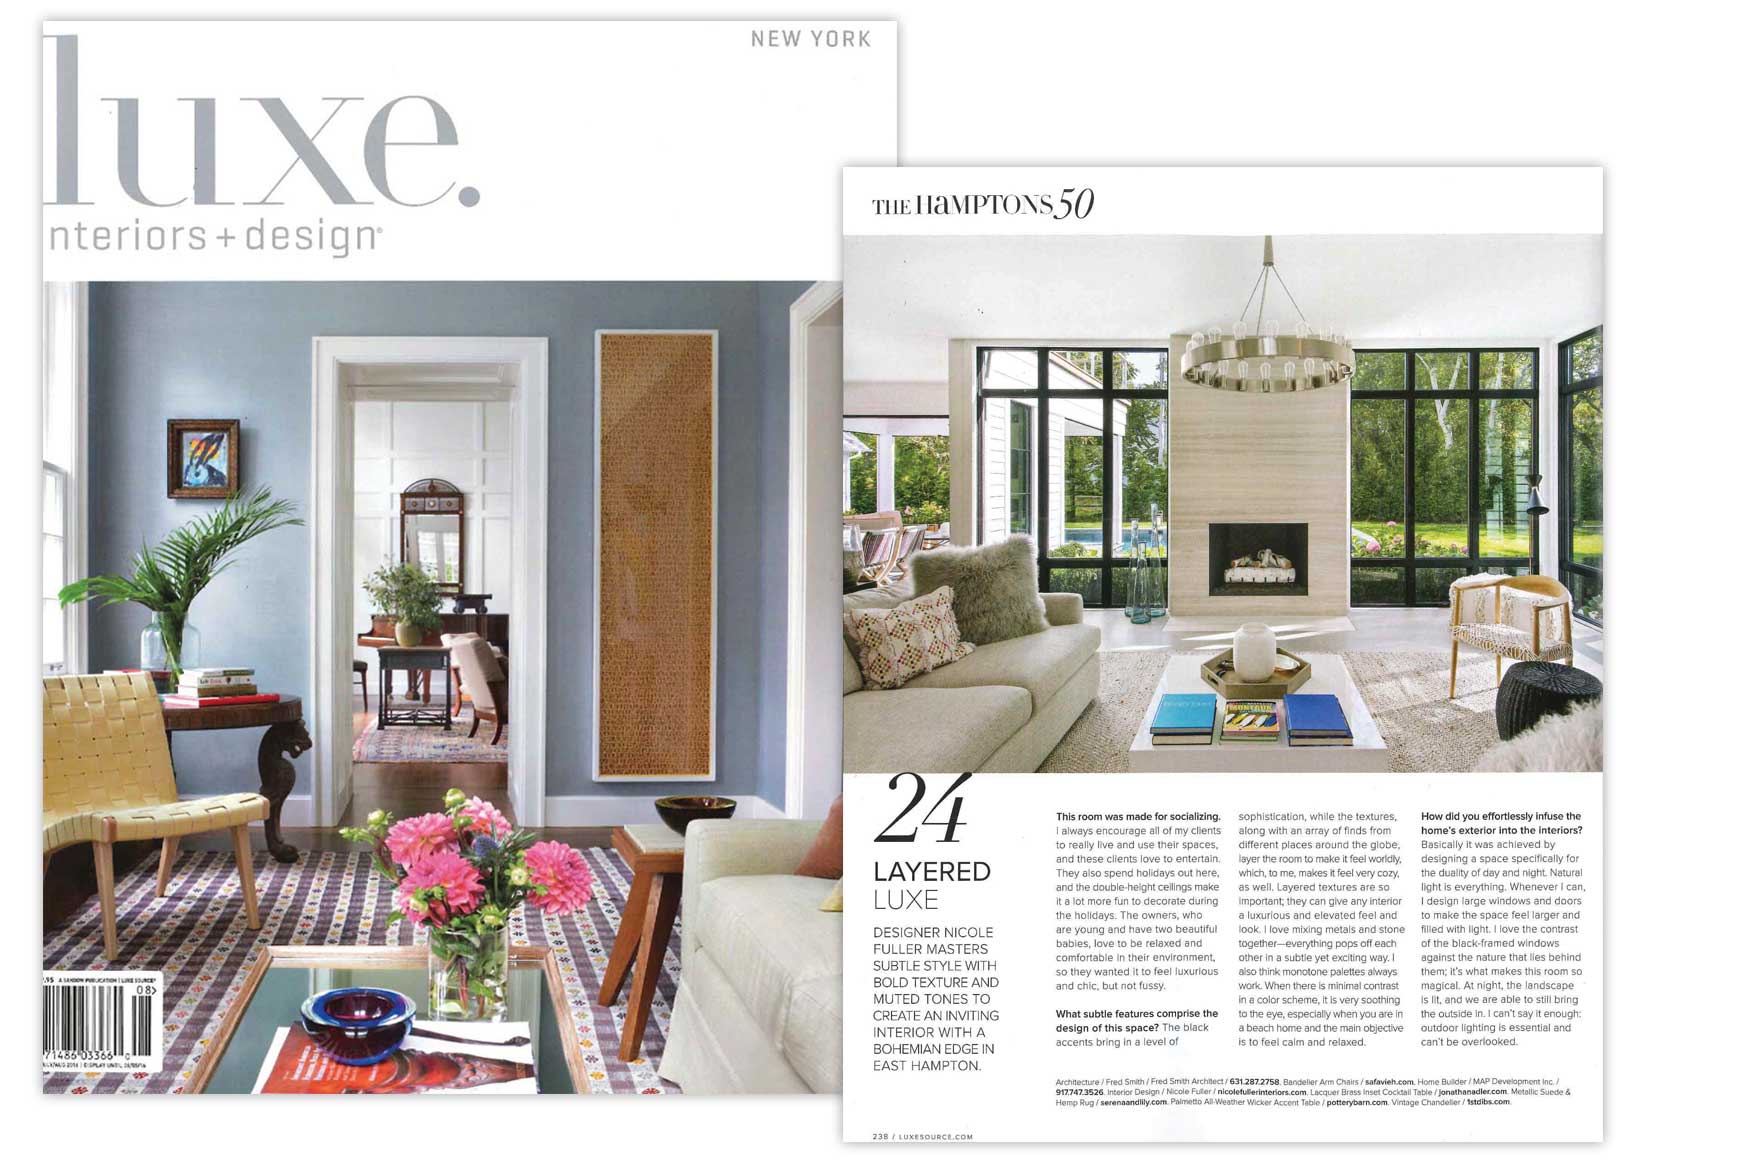 NEW YORK
luxe.
nteriors + design®
.95 A SANDOW PUBLICATION | LUXE SOURCE®
08>
71486 03366 0
JULY/AUG 2016 | DISPLAY UNTIL
THE HAMPTONS 50
MONTAUK
24
LAYERED
LUXE
DESIGNER NICOLE
FULLER MASTERS
SUBTLE STYLE WITH
BOLD TEXTURE AND
MUTED TONES TO
CREATE AN INVITING
INTERIOR WITH A
BOHEMIAN EDGE IN
EAST HAMPTON.
This room was made for socializing.
I always encourage all of my clients
to really live and use their spaces,
and these clients love to entertain.
They also spend holidays out here,
and the double-height ceilings make
it a lot more fun to decorate during
the holidays. The owners, who
are young and have two beautiful
babies, love to be relaxed and
comfortable in their environment,
so they wanted it to feel luxurious
and chic, but not fussy.
What subtle features comprise the
design of this space? The black
accents bring in a level of
sophistication, while the textures,
along with an array of finds from
different places around the globe,
layer the room to make it feel worldly,
which, to me, makes it feel very cozy,
as well. Layered textures are so
important; they can give any interior
a luxurious and elevated feel and
look. I love mixing metals and stone
together—everything pops off each
other in a subtle yet exciting way. I
also think monotone palettes always
work. When there is minimal contrast
in a color scheme, it is very soothing
to the eye, especially when you are in
a beach home and the main objective
is to feel calm and relaxed.
How did you effortlessly infuse the
home's exterior into the interiors?
Basically it was achieved by
designing a space specifically for
the duality of day and night. Natural
light is everything. Whenever I can,
I design large windows and doors
to make the space feel larger and
filled with light. I love the contrast
of the black-framed windows
against the nature that lies behind
them; it's what makes this room so
magical. At night, the landscape
is lit, and we are able to still bring
the outside in. I can't say it enough:
outdoor lighting is essential and
can't be overlooked.
Architecture / Fred Smith / Fred Smith Architect / 631.287.2758. Bandelier Arm Chairs / safavieh.com. Home Builder / MAP Development Inc. /
917.747.3526. Interior Design / Nicole Fuller / nicolefullerinteriors.com. Lacquer Brass Inset Cocktail Table / jonathanadler.com. Metallic Suede &
Hemp Rug / serenaandlily.com. Palmetto All-Weather Wicker Accent Table / potterybarn.com. Vintage Chandelier / 1stdibs.com.
238 / LUXESOURCE.COM